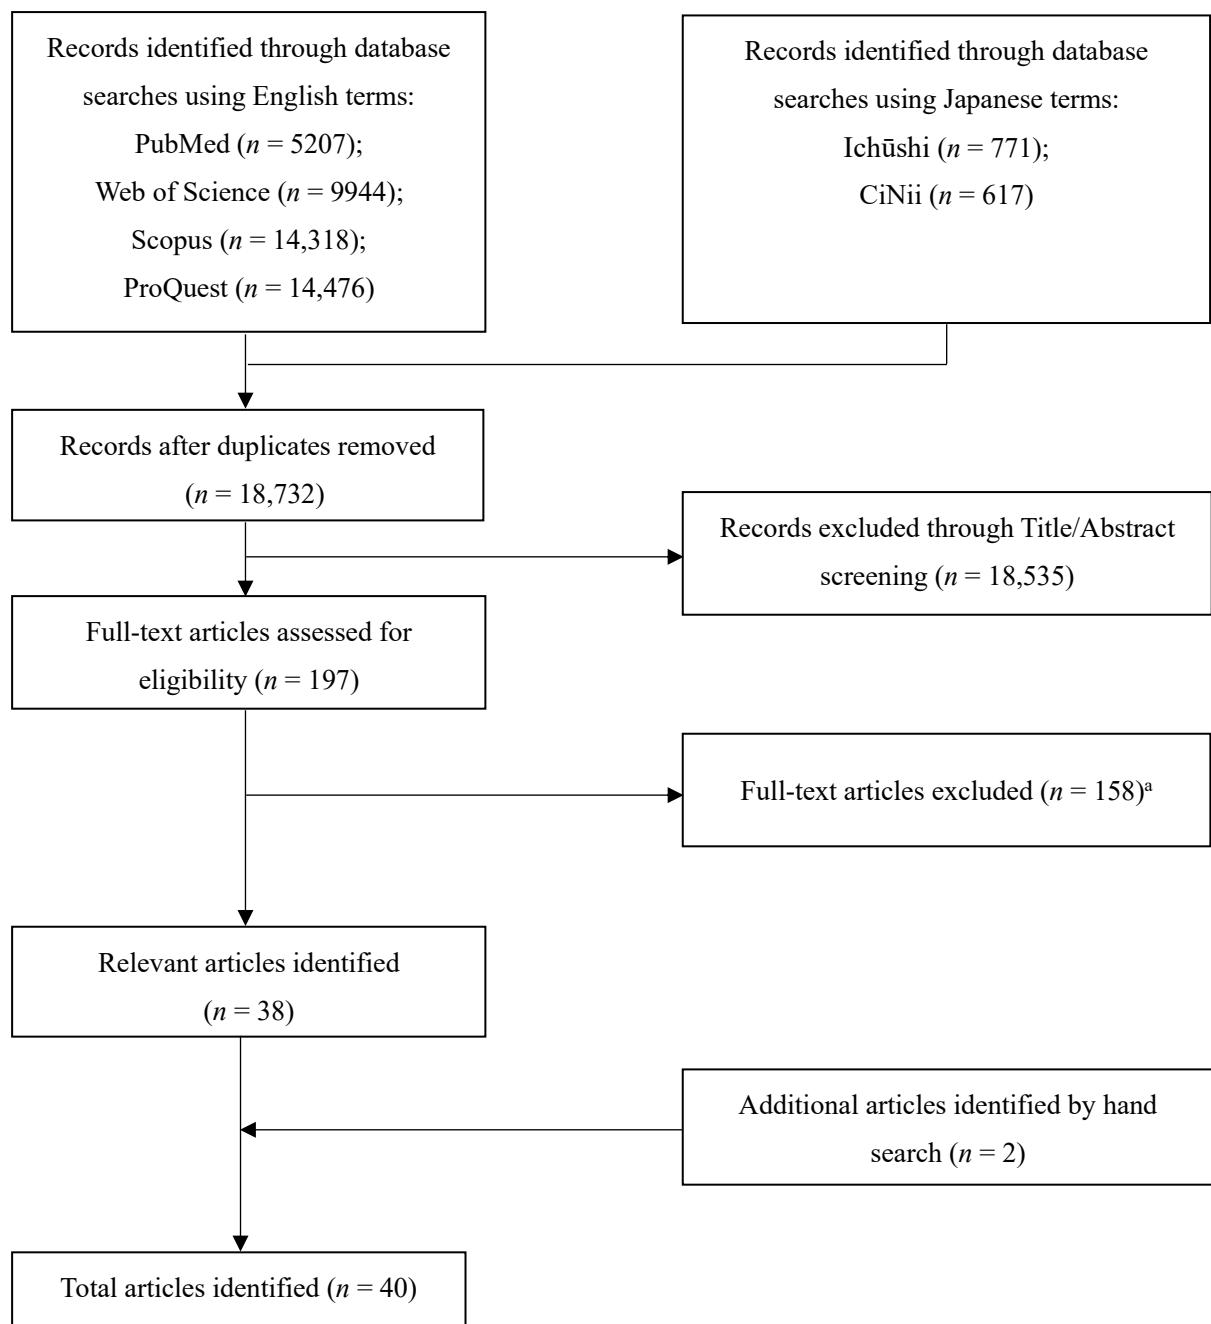 Records identified through database
searches using English terms:
PubMed (n = 5207);
Web of Science (n = 9944);
Scopus (n = 14,318);
ProQuest (n = 14,476)
Records identified through database
searches using Japanese terms:
Ichūshi (n = 771);
CiNii (n = 617)
Records after duplicates removed
(n = 18,732)
Records excluded through Title/Abstract
screening (n = 18,535)
Full-text articles assessed for
eligibility (n = 197)
Full-text articles excluded (n = 158)ᵃ
Relevant articles identified
(n = 38)
Additional articles identified by hand
search (n = 2)
Total articles identified (n = 40)